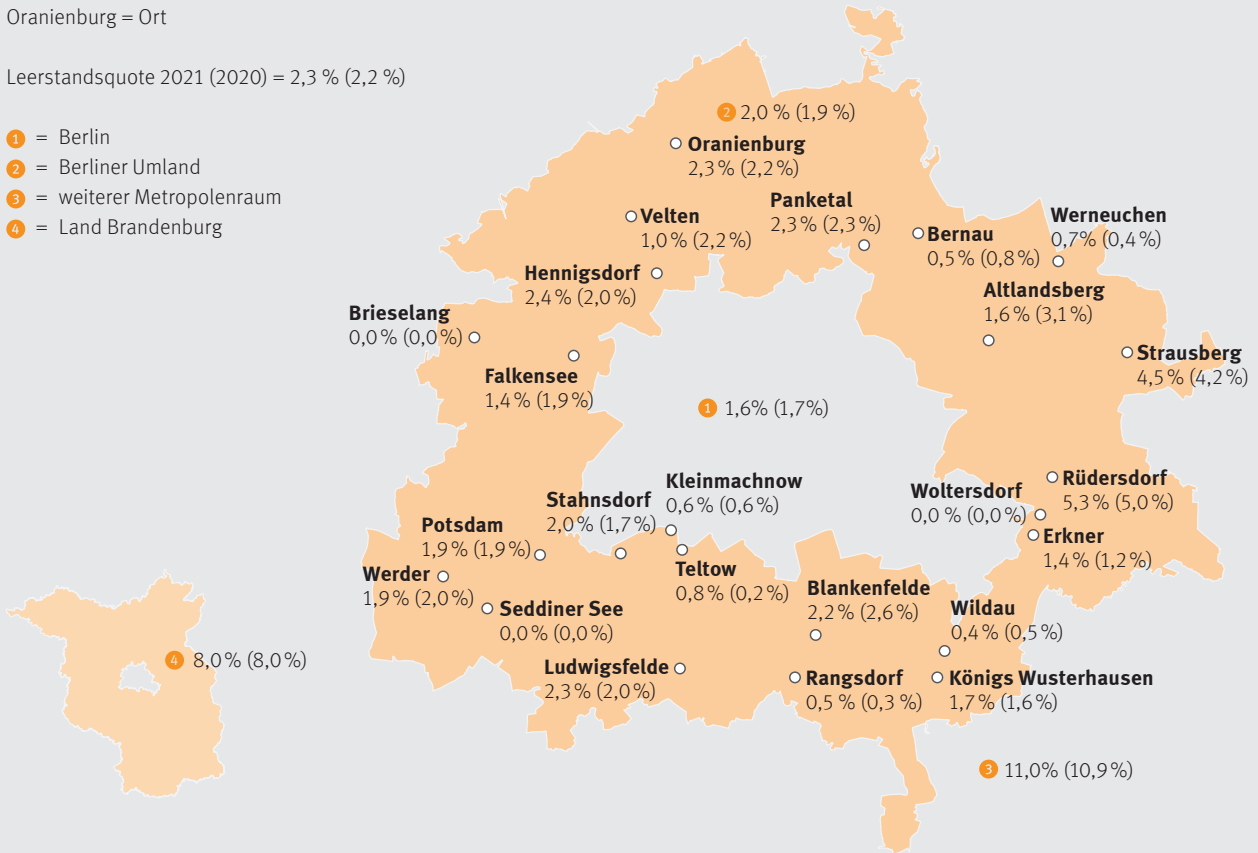 Oranienburg = Ort
Leerstandsquote 2021 (2020) = 2,3 % (2,2 %)
1 = Berlin
2 = Berliner Umland
3 = weiterer Metropolenraum
4 = Land Brandenburg
2 2,0 % (1,9 %)
Oranienburg
2,3 % (2,2 %)
Velten
1,0 % (2,2 %)
Panketal
2,3 % (2,3 %)
Bernau
0,5 % (0,8 %)
Werneuchen
0,7% (0,4 %)
Hennigsdorf
2,4 % (2,0 %)
Altlandsberg
1,6 % (3,1 %)
Brieselang
0,0 % (0,0 %)
Falkensee
1,4 % (1,9 %)
Strausberg
4,5 % (4,2 %)
1 1,6% (1,7%)
Kleinmachnow
0,6 % (0,6 %)
Stahnsdorf
2,0 % (1,7 %)
Woltersdorf
0,0 % (0,0 %)
Rüdersdorf
5,3 % (5,0 %)
Potsdam
1,9 % (1,9 %)
Erkner
1,4 % (1,2 %)
Werder
1,9 % (2,0 %)
Teltow
0,8 % (0,2 %)
Blankenfelde
2,2 % (2,6 %)
Seddiner See
0,0 % (0,0 %)
Wildau
0,4 % (0,5 %)
4 8,0 % (8,0 %)
Ludwigsfelde
2,3 % (2,0 %)
Rangsdorf
0,5 % (0,3 %)
Königs Wusterhausen
1,7 % (1,6 %)
3 11,0% (10,9 %)